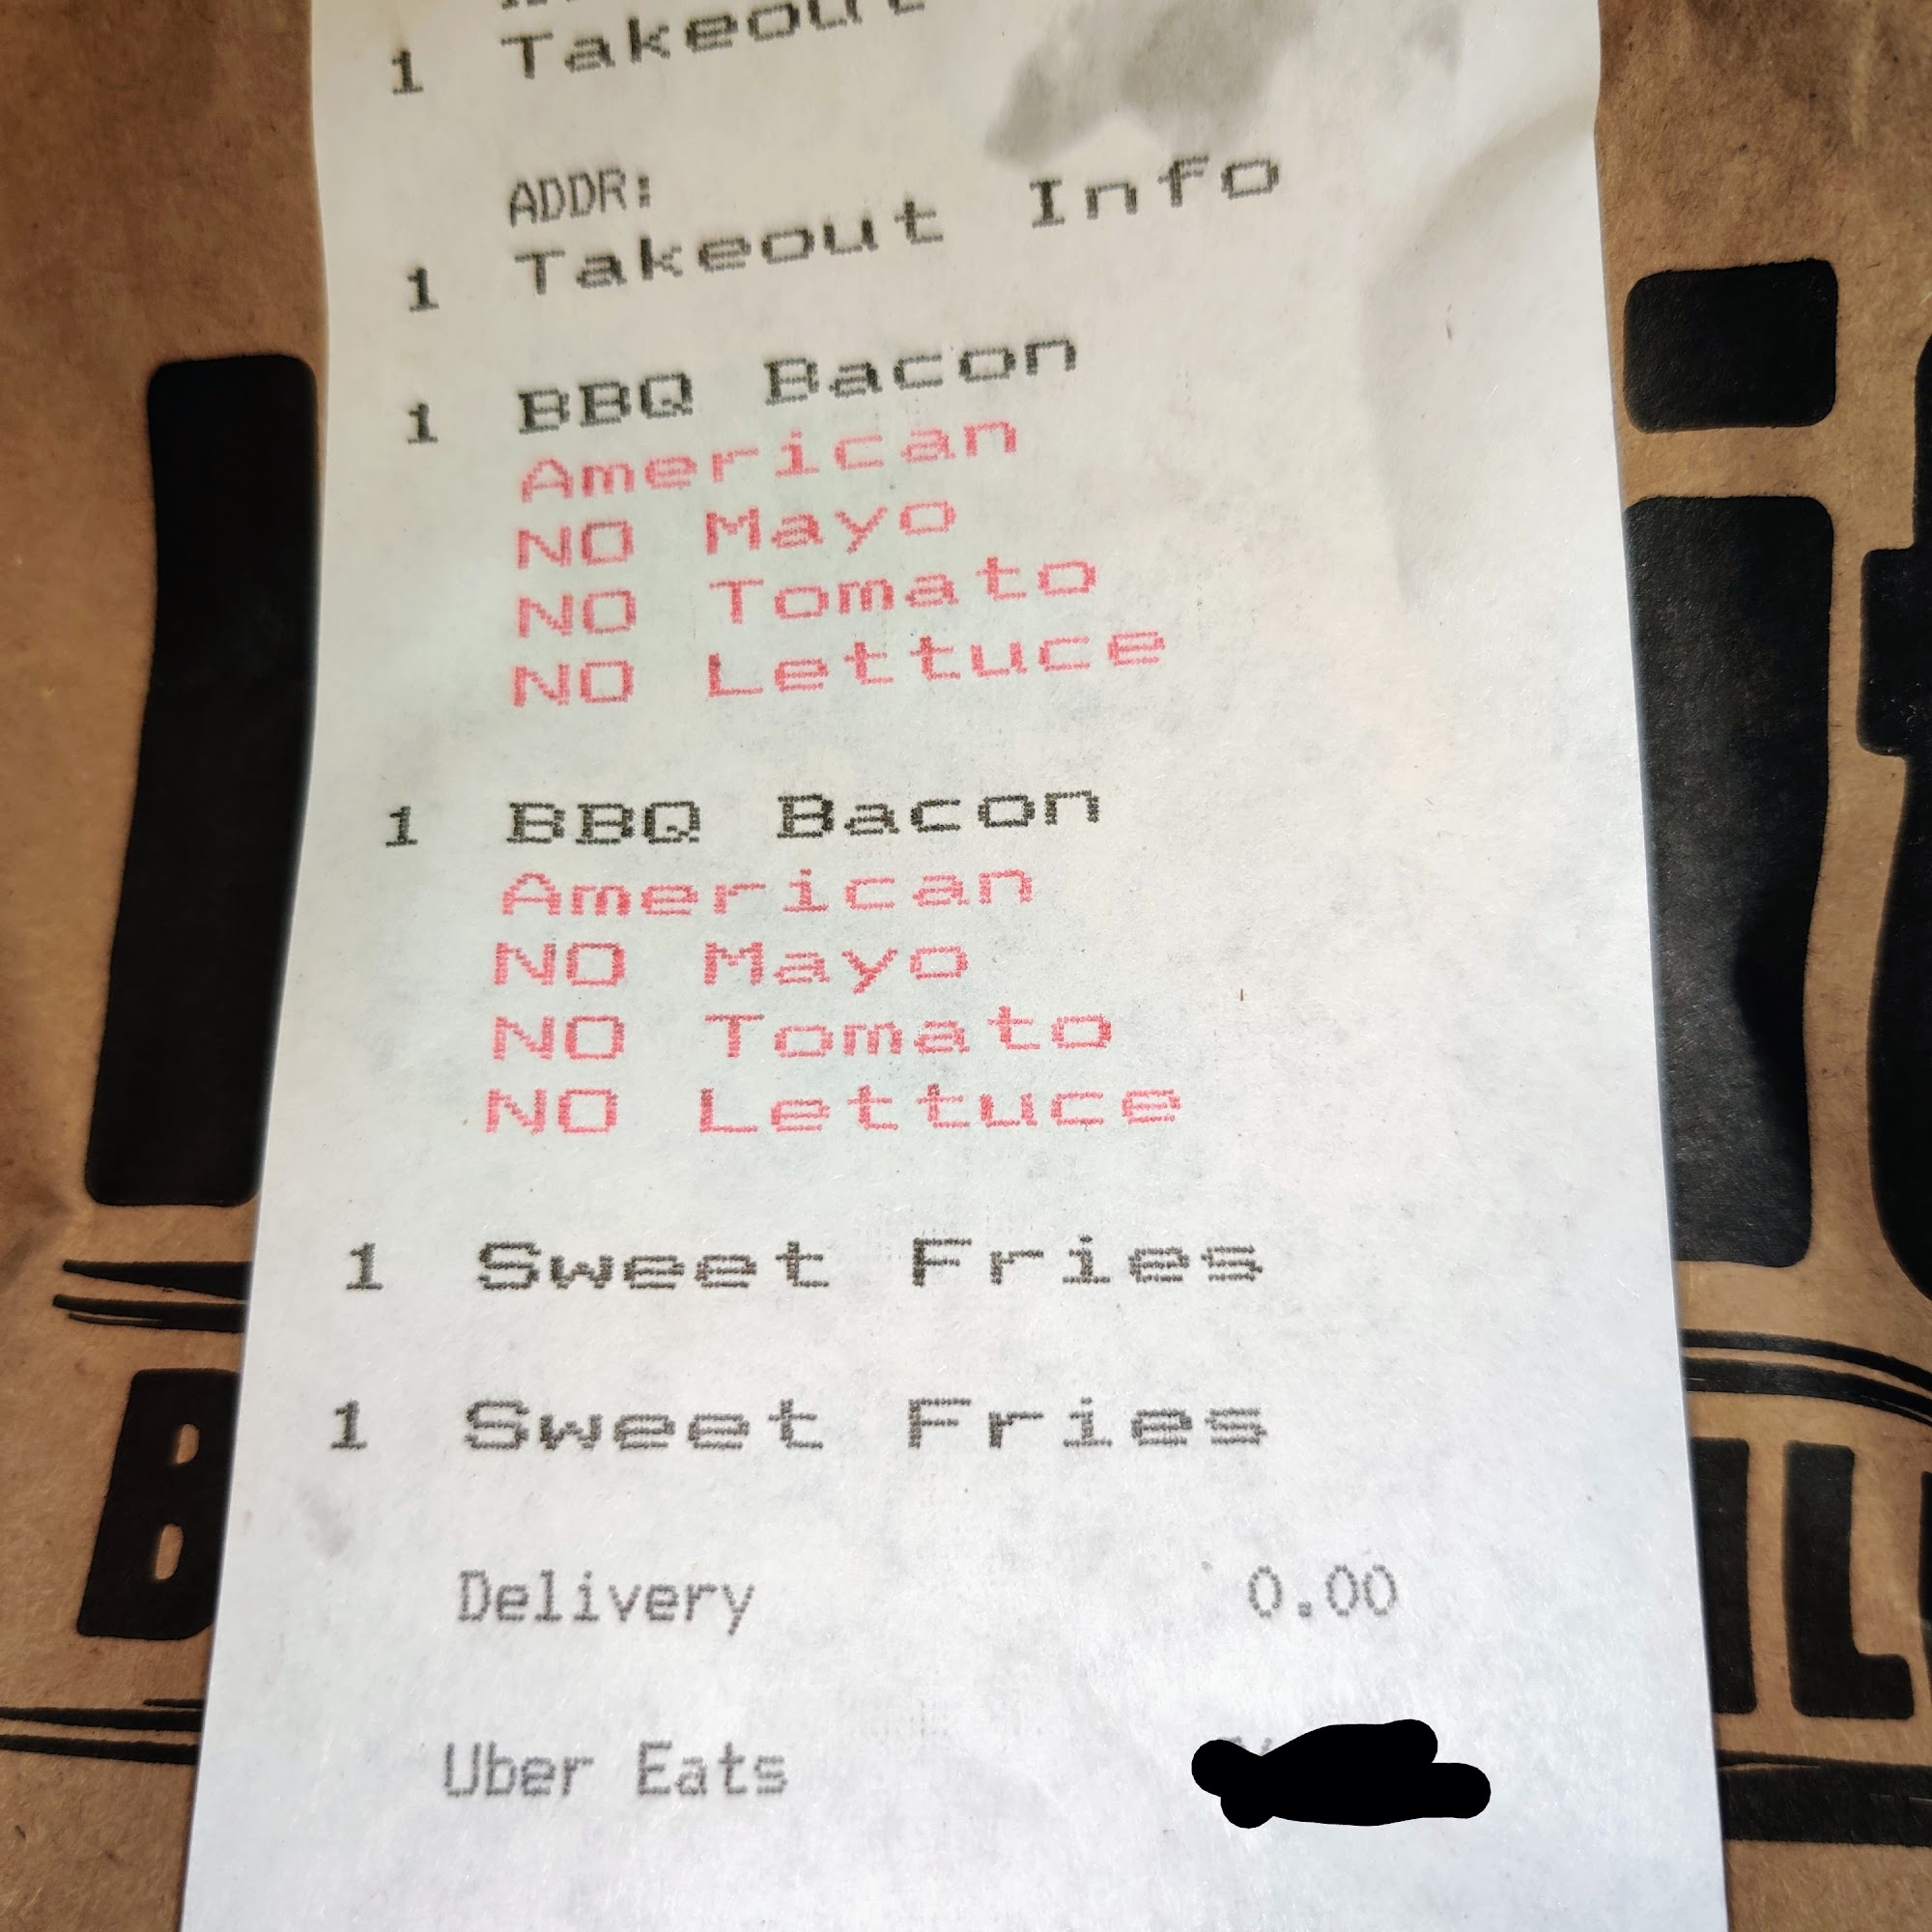 1 Takeout
ADDR:
1 Takeout Info
1 BBQ Bacon
American
NO Mayo
NO Tomato
NO Lettuce
1 BBQ Bacon
American
NO Mayo
NO Tomato
NO Lettuce
1 Sweet Fries
1 Sweet Fries
Delivery 0.00
Uber Eats